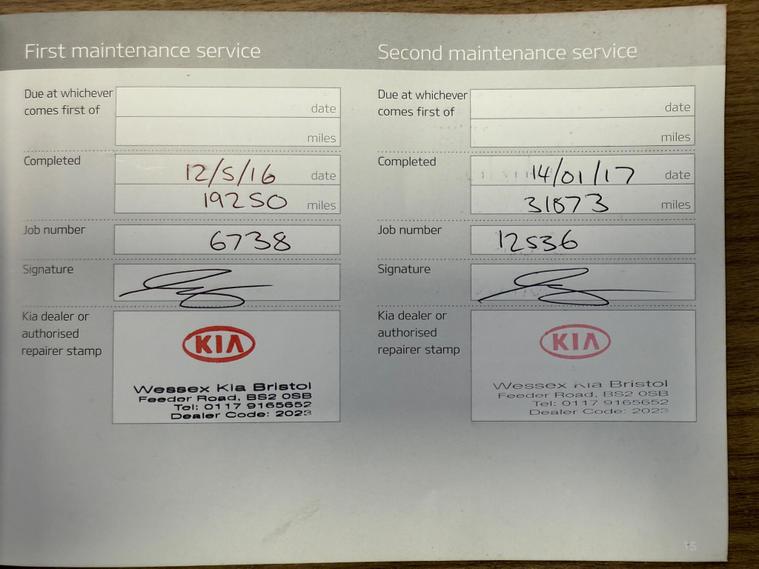 First maintenance service
Due at whichever
comes first of
date
miles
Completed
12/5/16 date
19250 miles
Job number
6738
Signature
Kia dealer or
authorised
repairer stamp
KIA
Wessex Kia Bristol
Feeder Road, BS2 0SB
Tel: 0117 9165652
Dealer Code: 2023
Second maintenance service
Due at whichever
comes first of
date
miles
Completed
14/01/17 date
31873 miles
Job number
12536
Signature
Kia dealer or
authorised
repairer stamp
KIA
Wessex Kia Bristol
Feeder Road, BS2 0SB
Tel: 0117 9165652
Dealer Code: 2023
15